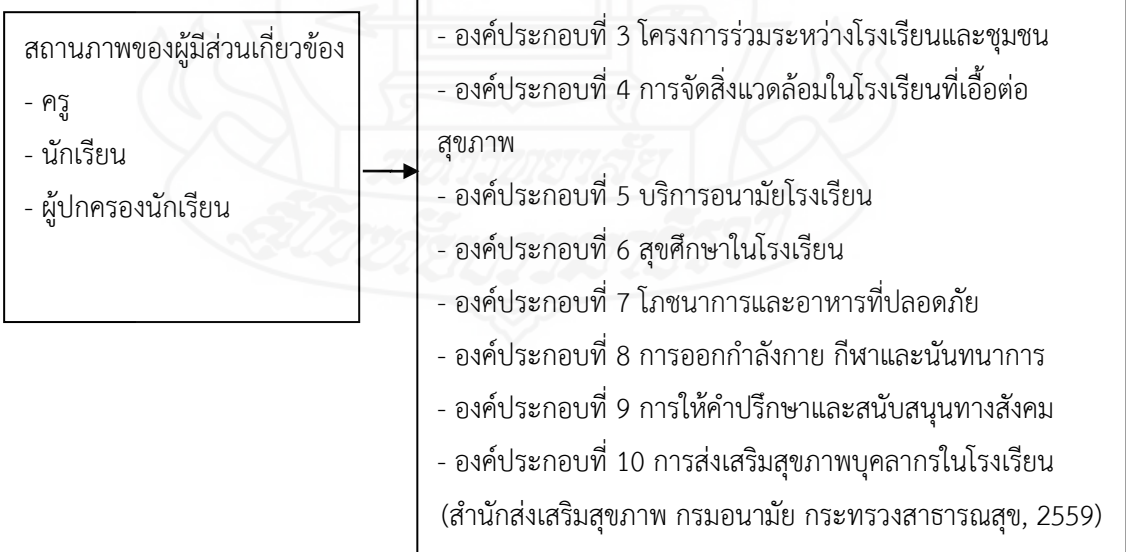 สถานภาพของผู้มีส่วนเกี่ยวข้อง
- ครู
- นักเรียน
- ผู้ปกครองนักเรียน
- องค์ประกอบที่ 3 โครงการร่วมระหว่างโรงเรียนและชุมชน
- องค์ประกอบที่ 4 การจัดสิ่งแวดล้อมในโรงเรียนที่เอื้อต่อ
สุขภาพ
- องค์ประกอบที่ 5 บริการอนามัยโรงเรียน
- องค์ประกอบที่ 6 สุขศึกษาในโรงเรียน
- องค์ประกอบที่ 7 โภชนาการและอาหารที่ปลอดภัย
- องค์ประกอบที่ 8 การออกกำลังกาย กีฬาและนันทนาการ
- องค์ประกอบที่ 9 การให้คำปรึกษาและสนับสนุนทางสังคม
- องค์ประกอบที่ 10 การส่งเสริมสุขภาพบุคลากรในโรงเรียน
(สำนักส่งเสริมสุขภาพ กรมอนามัย กระทรวงสาธารณสุข, 2559)